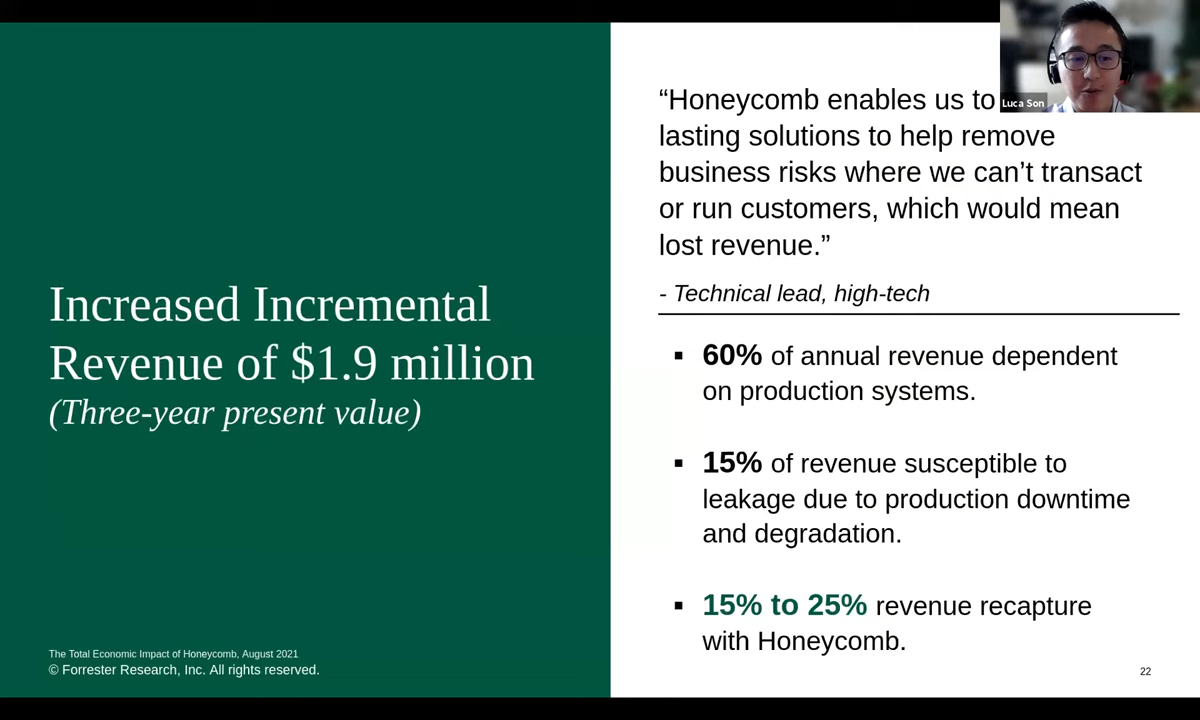 Increased Incremental
Revenue of $1.9 million
(Three-year present value)
The Total Economic Impact of Honeycomb, August 2021
© Forrester Research, Inc. All rights reserved.
“Honeycomb enables us to
lasting solutions to help remove
business risks where we can’t transact
or run customers, which would mean
lost revenue.”
- Technical lead, high-tech
▪ 60% of annual revenue dependent
on production systems.
▪ 15% of revenue susceptible to
leakage due to production downtime
and degradation.
▪ 15% to 25% revenue recapture
with Honeycomb.
22
Luca Son